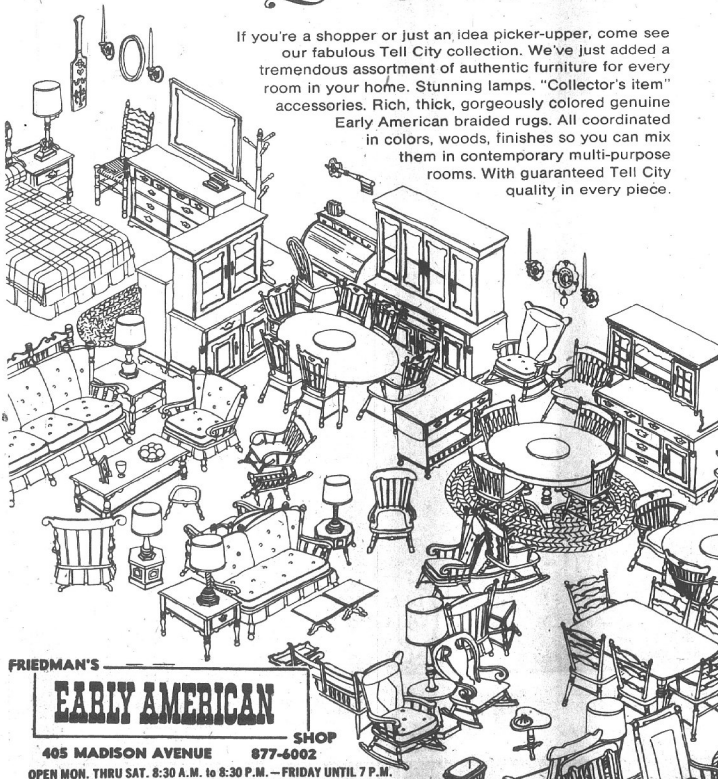 If you're a shopper or just an idea picker-upper, come see
our fabulous Tell City collection. We've just added a
tremendous assortment of authentic furniture for every
room in your home. Stunning lamps. "Collector's item"
accessories. Rich, thick, gorgeously colored genuine
Early American braided rugs. All coordinated
in colors, woods, finishes so you can mix
them in contemporary multi-purpose
rooms. With guaranteed Tell City
quality in every piece.
FRIEDMAN'S
EARLY AMERICAN
SHOP
405 MADISON AVENUE 877-6002
OPEN MON. THRU SAT. 8:30 A.M. to 8:30 P.M. — FRIDAY UNTIL 7 P.M.